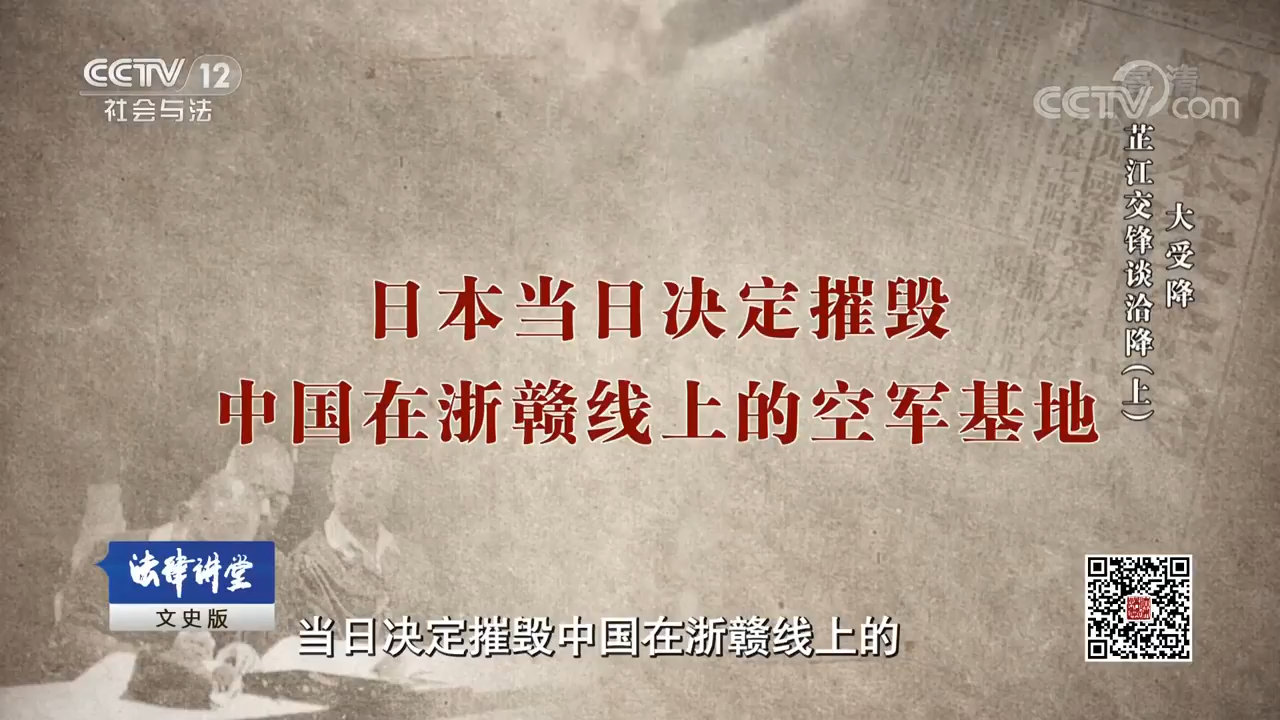 CCTV 12
社会与法
高清
CCTV.com
大受降
芷江交锋谈洽降(上)
日本当日决定摧毁
中国在浙赣线上的空军基地
法律讲堂
文史版
当日决定摧毁中国在浙赣线上的